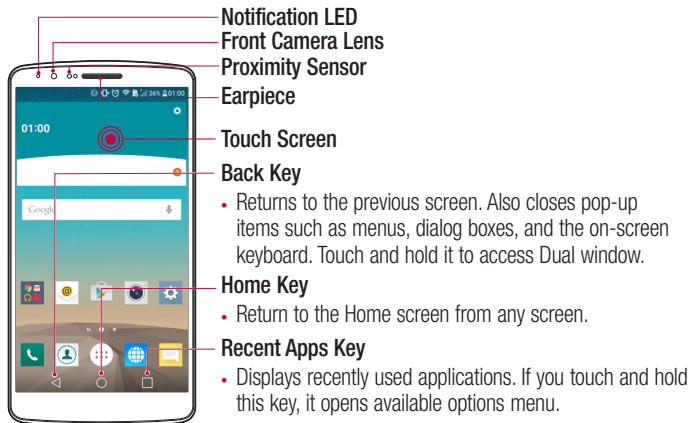 Notification LED
Front Camera Lens
Proximity Sensor
Earpiece
26% 01:00
01:00
Touch Screen
Back Key
• Returns to the previous screen. Also closes pop-up
items such as menus, dialog boxes, and the on-screen
keyboard. Touch and hold it to access Dual window.
Google
Home Key
• Return to the Home screen from any screen.
Recent Apps Key
• Displays recently used applications. If you touch and hold
this key, it opens available options menu.